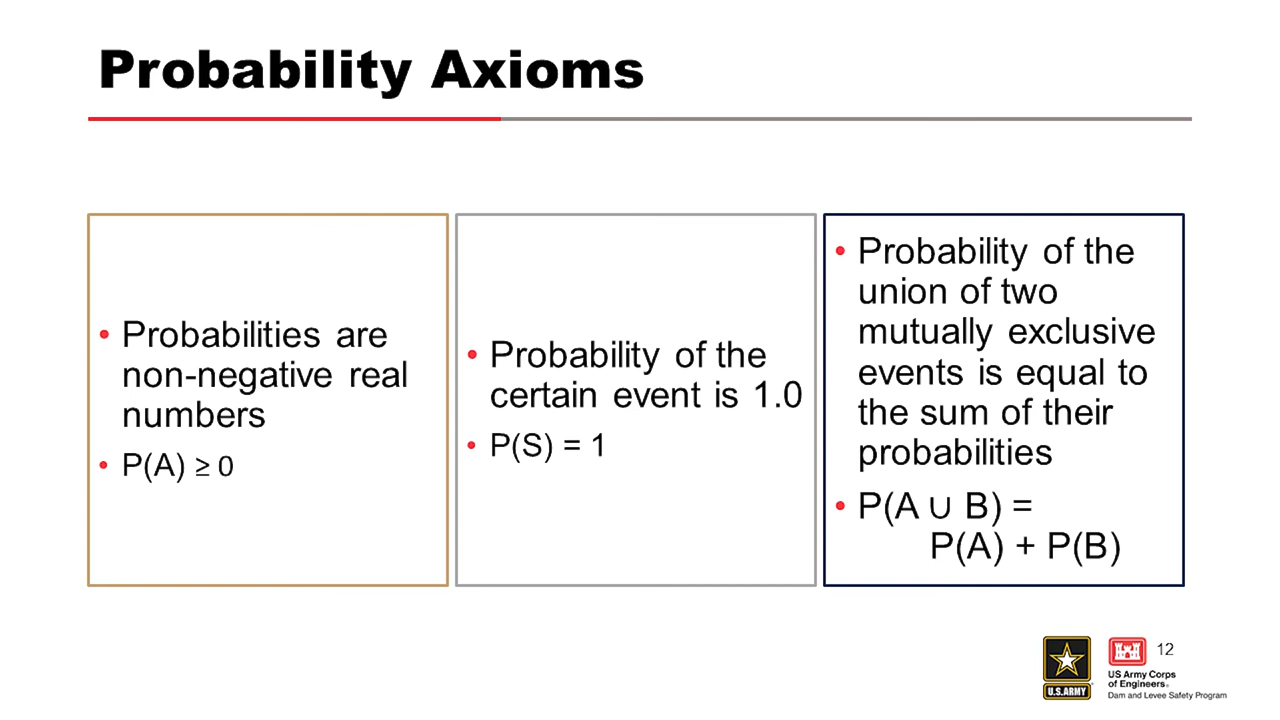 Probability Axioms
• Probabilities are
non-negative real
numbers
• P(A) ≥ 0
• Probability of the
certain event is 1.0
• P(S) = 1
• Probability of the
union of two
mutually exclusive
events is equal to
the sum of their
probabilities
• P(A ∪ B) =
P(A) + P(B)
U.S.ARMY
12
US Army Corps
of Engineers®
Dam and Levee Safety Program